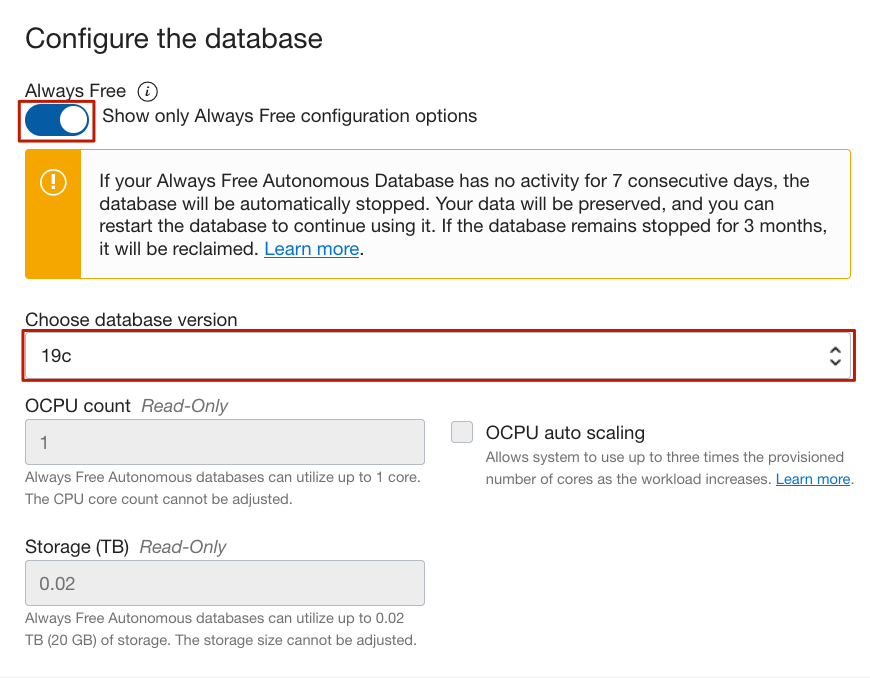 Configure the database
Always Free
Show only Always Free configuration options
If your Always Free Autonomous Database has no activity for 7 consecutive days, the
database will be automatically stopped. Your data will be preserved, and you can
restart the database to continue using it. If the database remains stopped for 3 months,
it will be reclaimed. Learn more.
Choose database version
19c
OCPU count Read-Only
1
Always Free Autonomous databases can utilize up to 1 core.
The CPU core count cannot be adjusted.
OCPU auto scaling
Allows system to use up to three times the provisioned
number of cores as the workload increases. Learn more.
Storage (TB) Read-Only
0.02
Always Free Autonomous databases can utilize up to 0.02
TB (20 GB) of storage. The storage size cannot be adjusted.